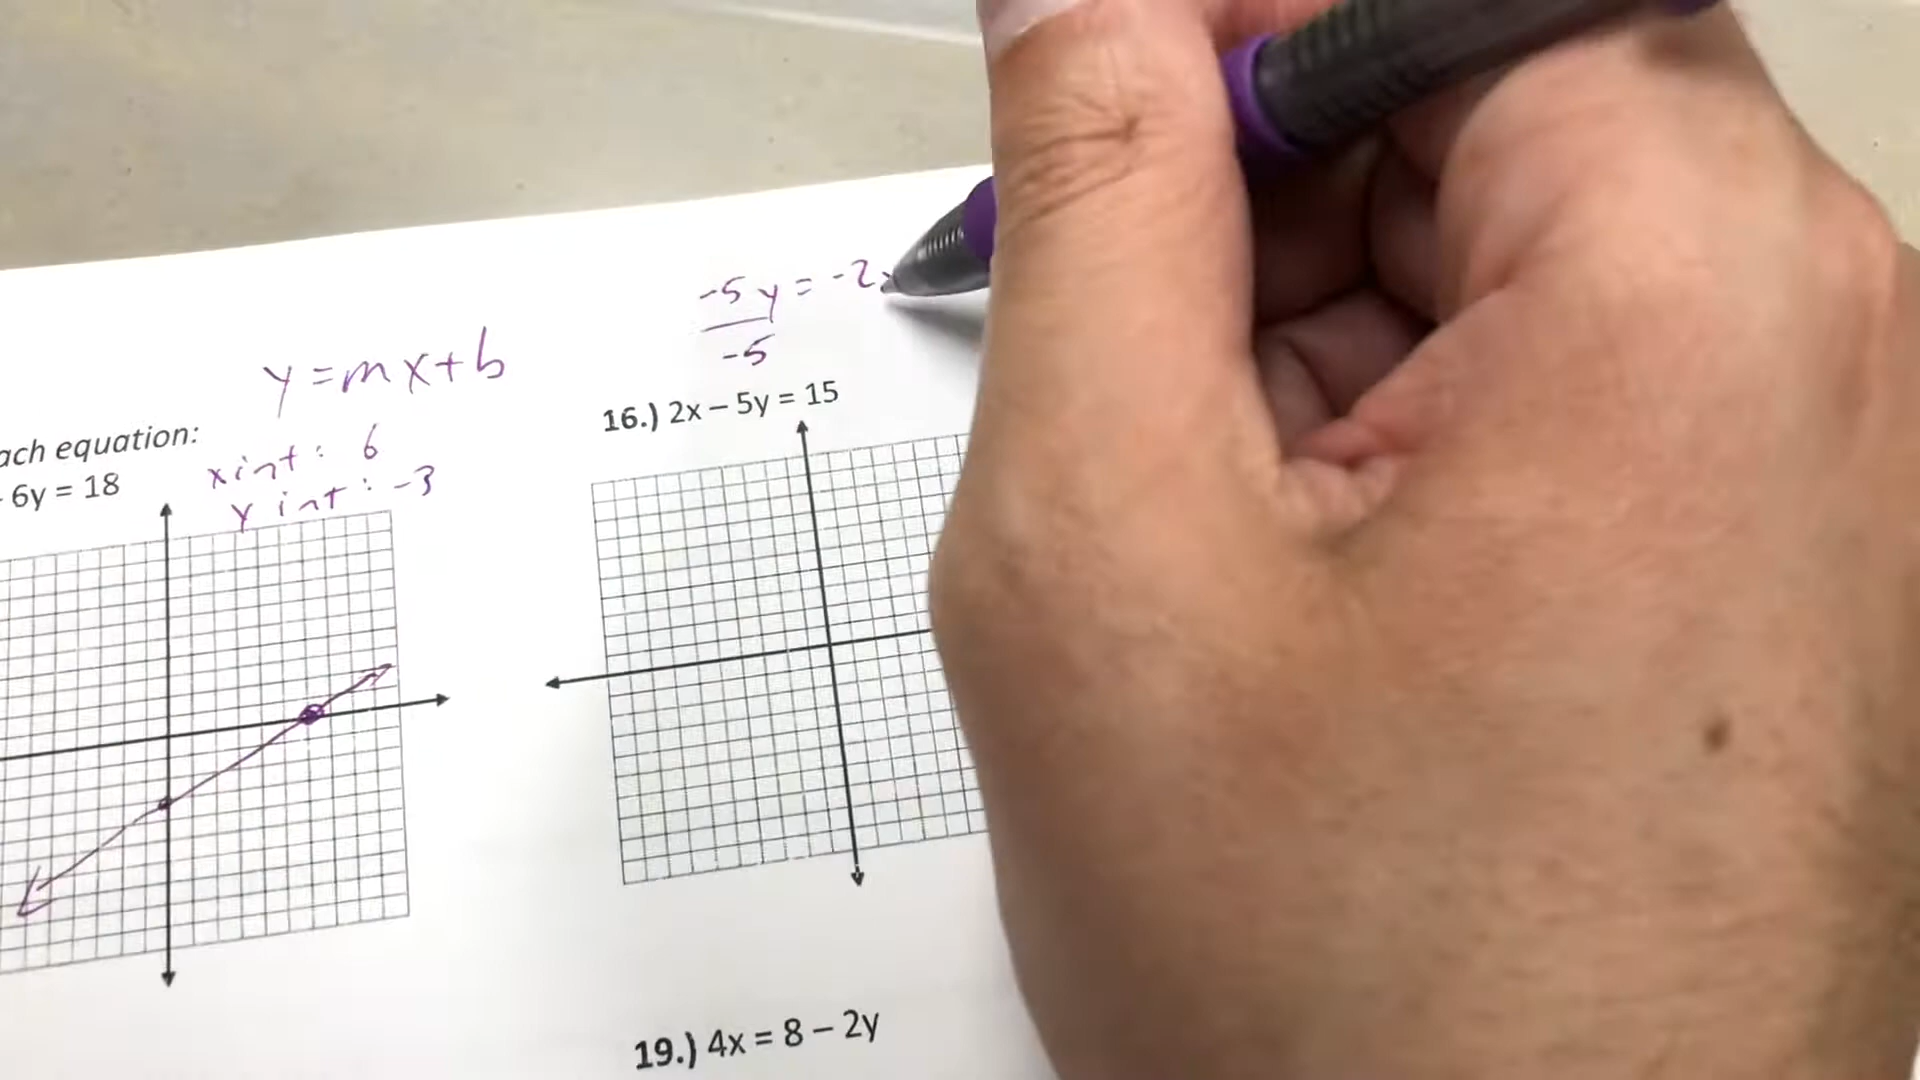 -5y = -2x
-5
y = mx + b
ach equation:
x int : 6
- 6y = 18
y int : -3
16.) 2x – 5y = 15
19.) 4x = 8 – 2y